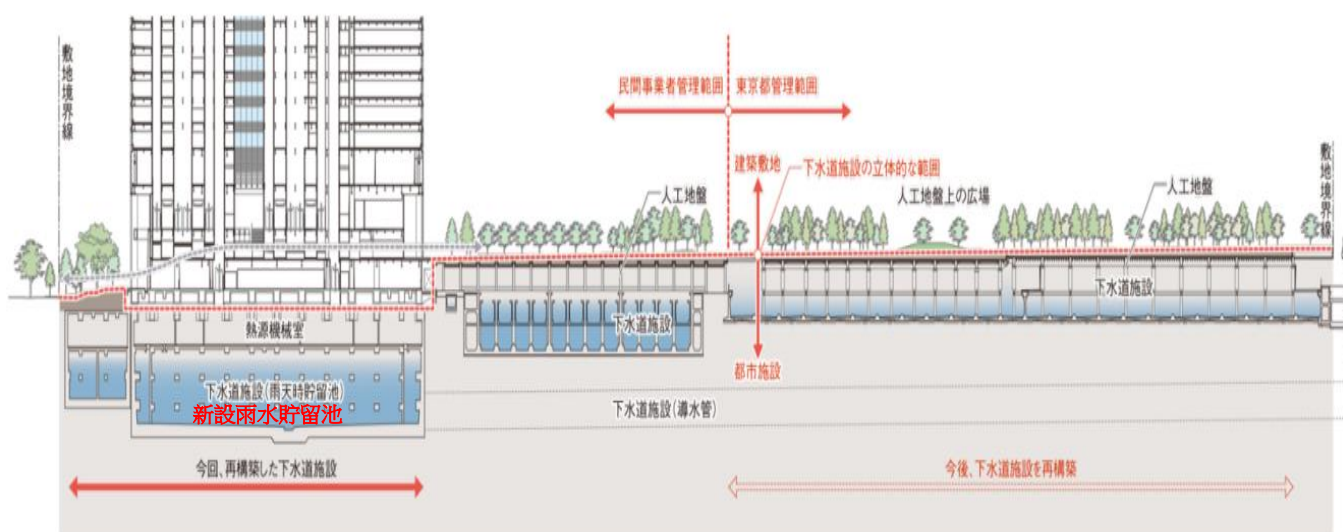 敷地境界線
民間事業者管理範囲
東京都管理範囲
建築敷地
下水道施設の立体的な範囲
人工地盤
人工地盤上の広場
人工地盤
敷地境界線
下水道施設
下水道施設
熱源機械室
都市施設
下水道施設(雨天時貯留池)
新設雨水貯留池
下水道施設(導水管)
今回、再構築した下水道施設
今後、下水道施設を再構築